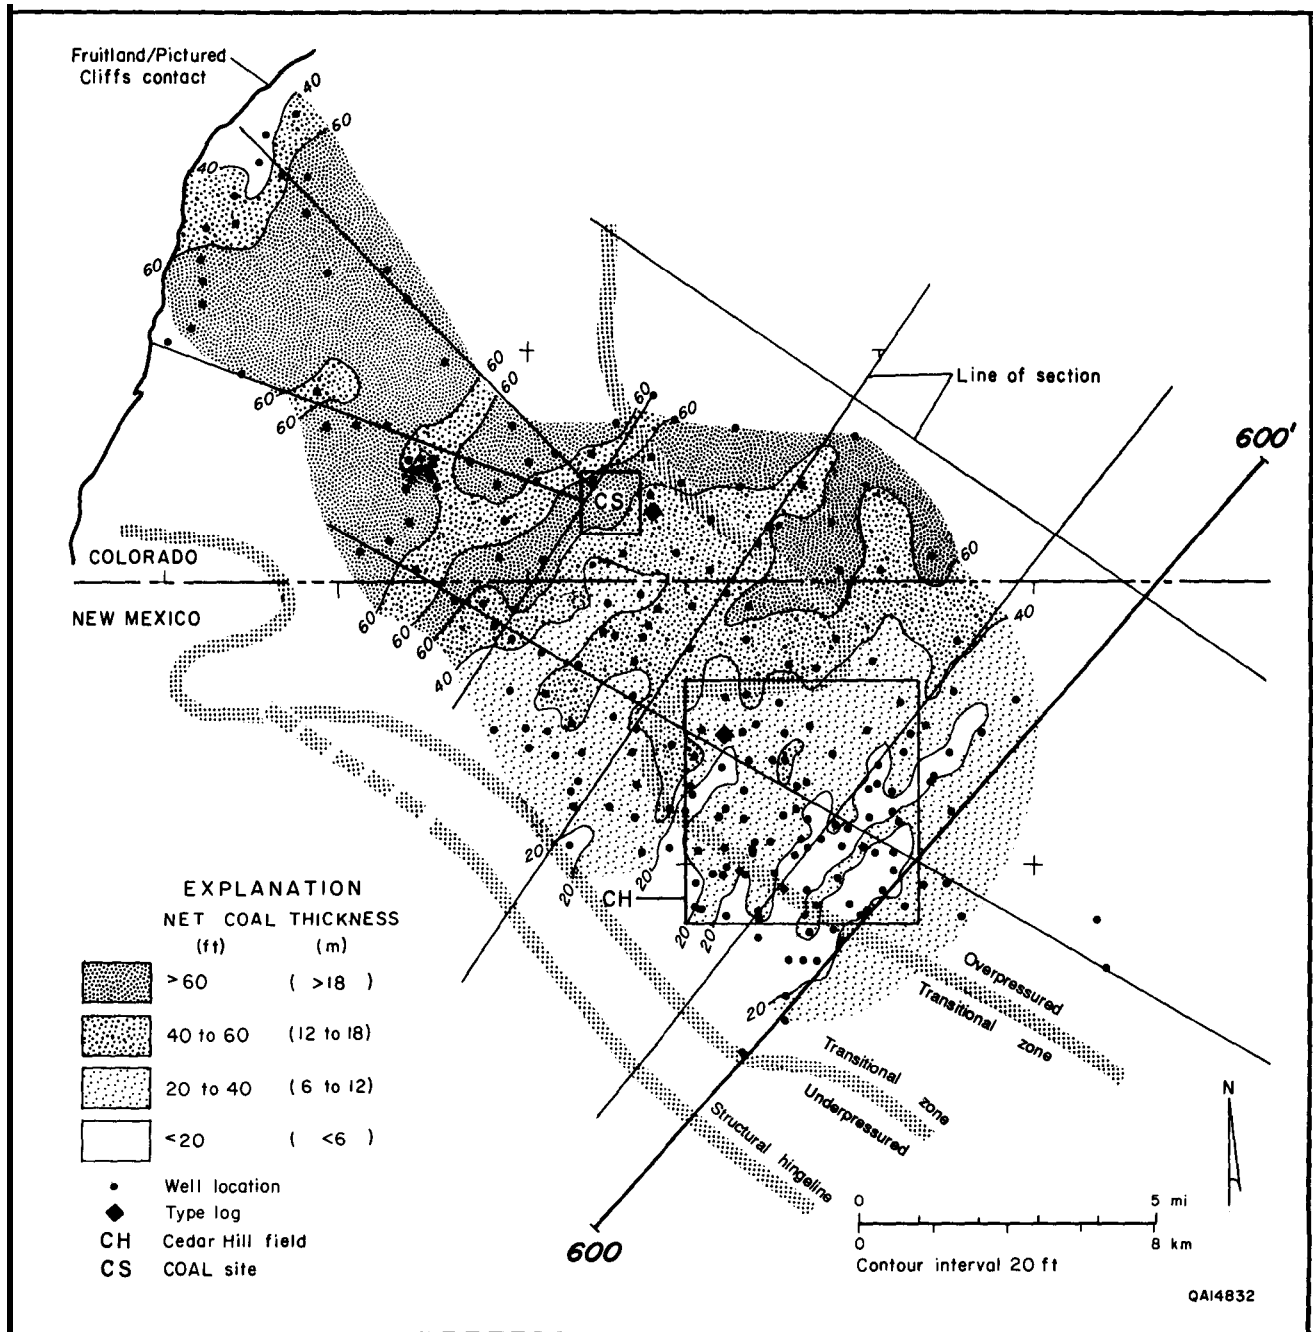 Fruitland/Pictured
Cliffs contact
40
60
40
60
60
60
60
60
60
60
Line of section
600'
CS
60
COLORADO
NEW MEXICO
40
60
60
60
40
20
20
20
CH
20
20
20
EXPLANATION
NET COAL THICKNESS
(ft) (m)
>60 ( >18 )
40 to 60 (12 to 18)
20 to 40 (6 to 12)
<20 ( <6 )
Well location
Type log
CH Cedar Hill field
CS COAL site
Overpressured
Transitional zone
Transitional zone
Underpressured
Structural hingeline
N
600
0 5 mi
0 8 km
Contour interval 20 ft
QA14832